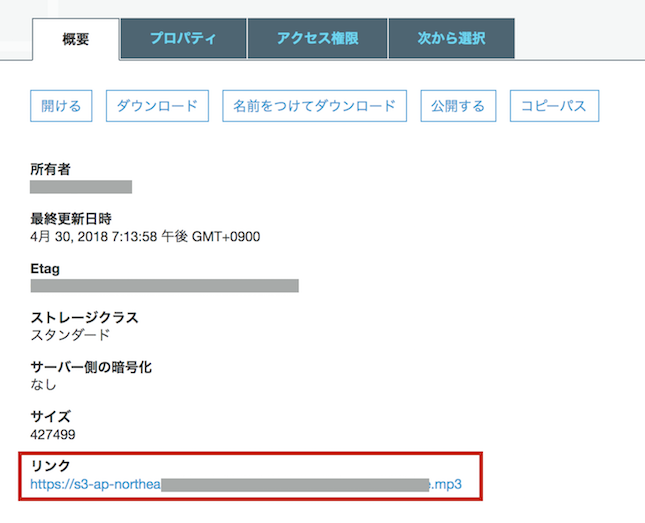 概要 プロパティ アクセス権限 次から選択
開ける ダウンロード 名前をつけてダウンロード 公開する コピーパス
所有者
最終更新日時
4月 30, 2018 7:13:58 午後 GMT+0900
Etag
ストレージクラス
スタンダード
サーバー側の暗号化
なし
サイズ
427499
リンク
https://s3-ap-northea .mp3